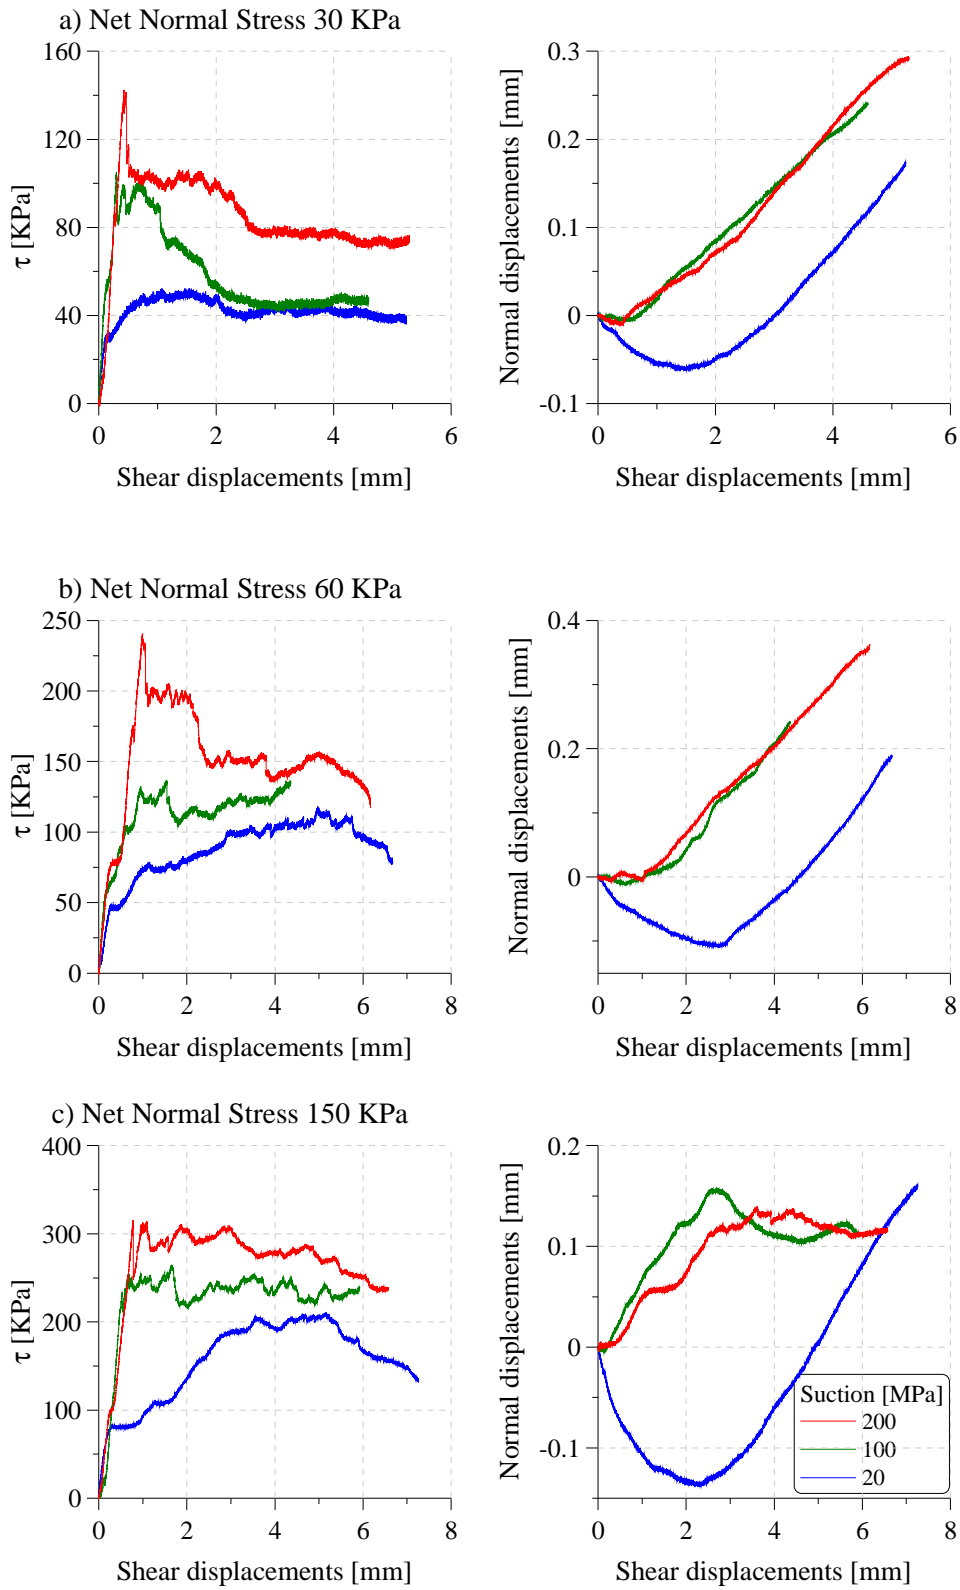 a) Net Normal Stress 30 KPa
160
120
80
40
0
τ [KPa]
0 2 4 6
Shear displacements [mm]
0.3
0.2
0.1
0
-0.1
Normal displacements [mm]
0 2 4 6
Shear displacements [mm]
b) Net Normal Stress 60 KPa
250
200
150
100
50
0
τ [KPa]
0 2 4 6 8
Shear displacements [mm]
0.4
0.2
0
Normal displacements [mm]
0 2 4 6 8
Shear displacements [mm]
c) Net Normal Stress 150 KPa
400
300
200
100
0
τ [KPa]
0 2 4 6 8
Shear displacements [mm]
0.2
0.1
0
-0.1
Normal displacements [mm]
Suction [MPa]
200
100
20
0 2 4 6 8
Shear displacements [mm]